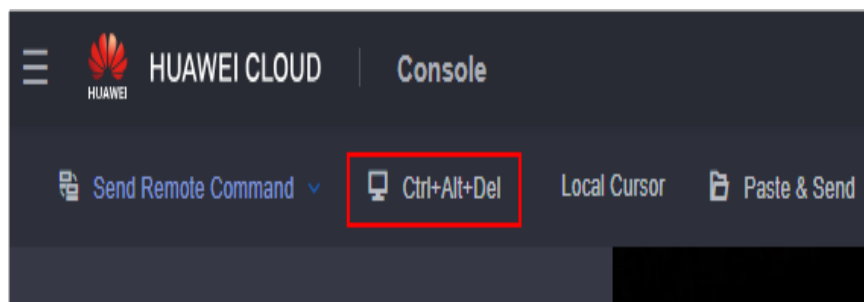 HUAWEI HUAWEI CLOUD Console
Send Remote Command Ctrl+Alt+Del Local Cursor Paste & Send